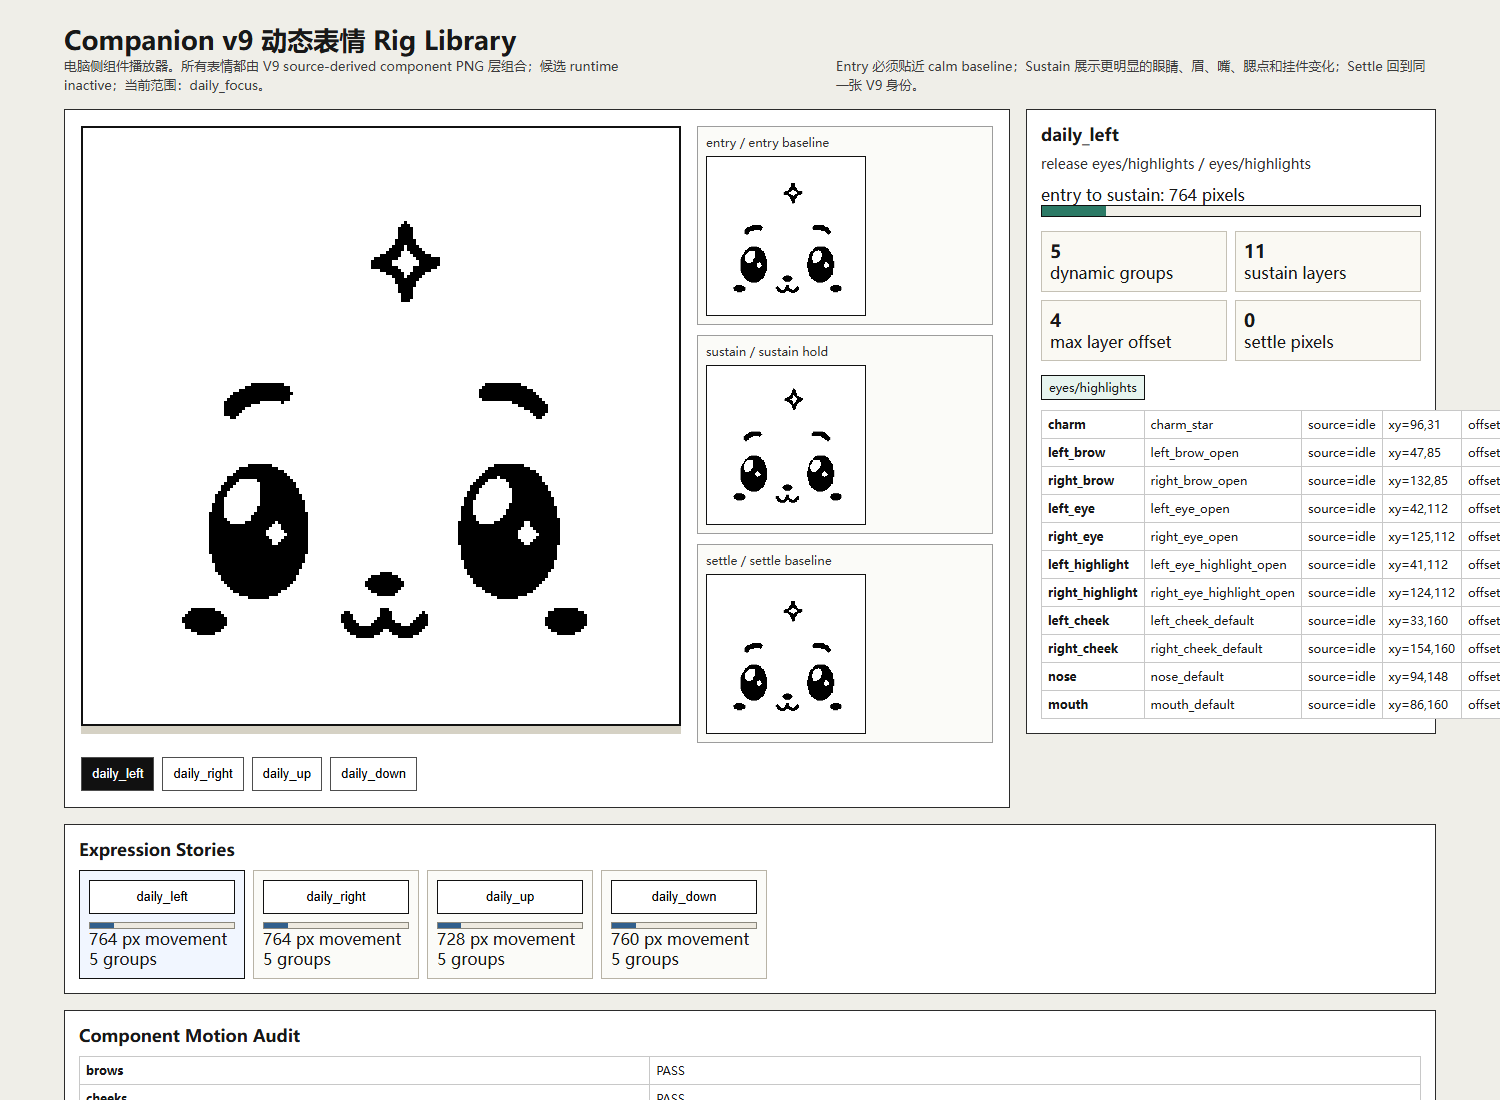 Companion v9 动态表情 Rig Library
电脑侧组件播放器。所有表情都由 V9 source-derived component PNG 层组合；候选 runtime
inactive；当前范围：daily_focus。
Entry 必须贴近 calm baseline；Sustain 展示更明显的眼睛、眉、嘴、腮点和挂件变化；Settle 回到同
一张 V9 身份。
entry / entry baseline
sustain / sustain hold
settle / settle baseline
daily_left daily_right daily_up daily_down
daily_left
release eyes/highlights / eyes/highlights
entry to sustain: 764 pixels
5
dynamic groups
11
sustain layers
4
max layer offset
0
settle pixels
eyes/highlights
charm charm_star source=idle xy=96,31 offset
left_brow left_brow_open source=idle xy=47,85 offset
right_brow right_brow_open source=idle xy=132,85 offset
left_eye left_eye_open source=idle xy=42,112 offset
right_eye right_eye_open source=idle xy=125,112 offset
left_highlight left_eye_highlight_open source=idle xy=41,112 offset
right_highlight right_eye_highlight_open source=idle xy=124,112 offset
left_cheek left_cheek_default source=idle xy=33,160 offset
right_cheek right_cheek_default source=idle xy=154,160 offset
nose nose_default source=idle xy=94,148 offset
mouth mouth_default source=idle xy=86,160 offset
Expression Stories
daily_left
764 px movement
5 groups
daily_right
764 px movement
5 groups
daily_up
728 px movement
5 groups
daily_down
760 px movement
5 groups
Component Motion Audit
brows PASS
cheeks PASS